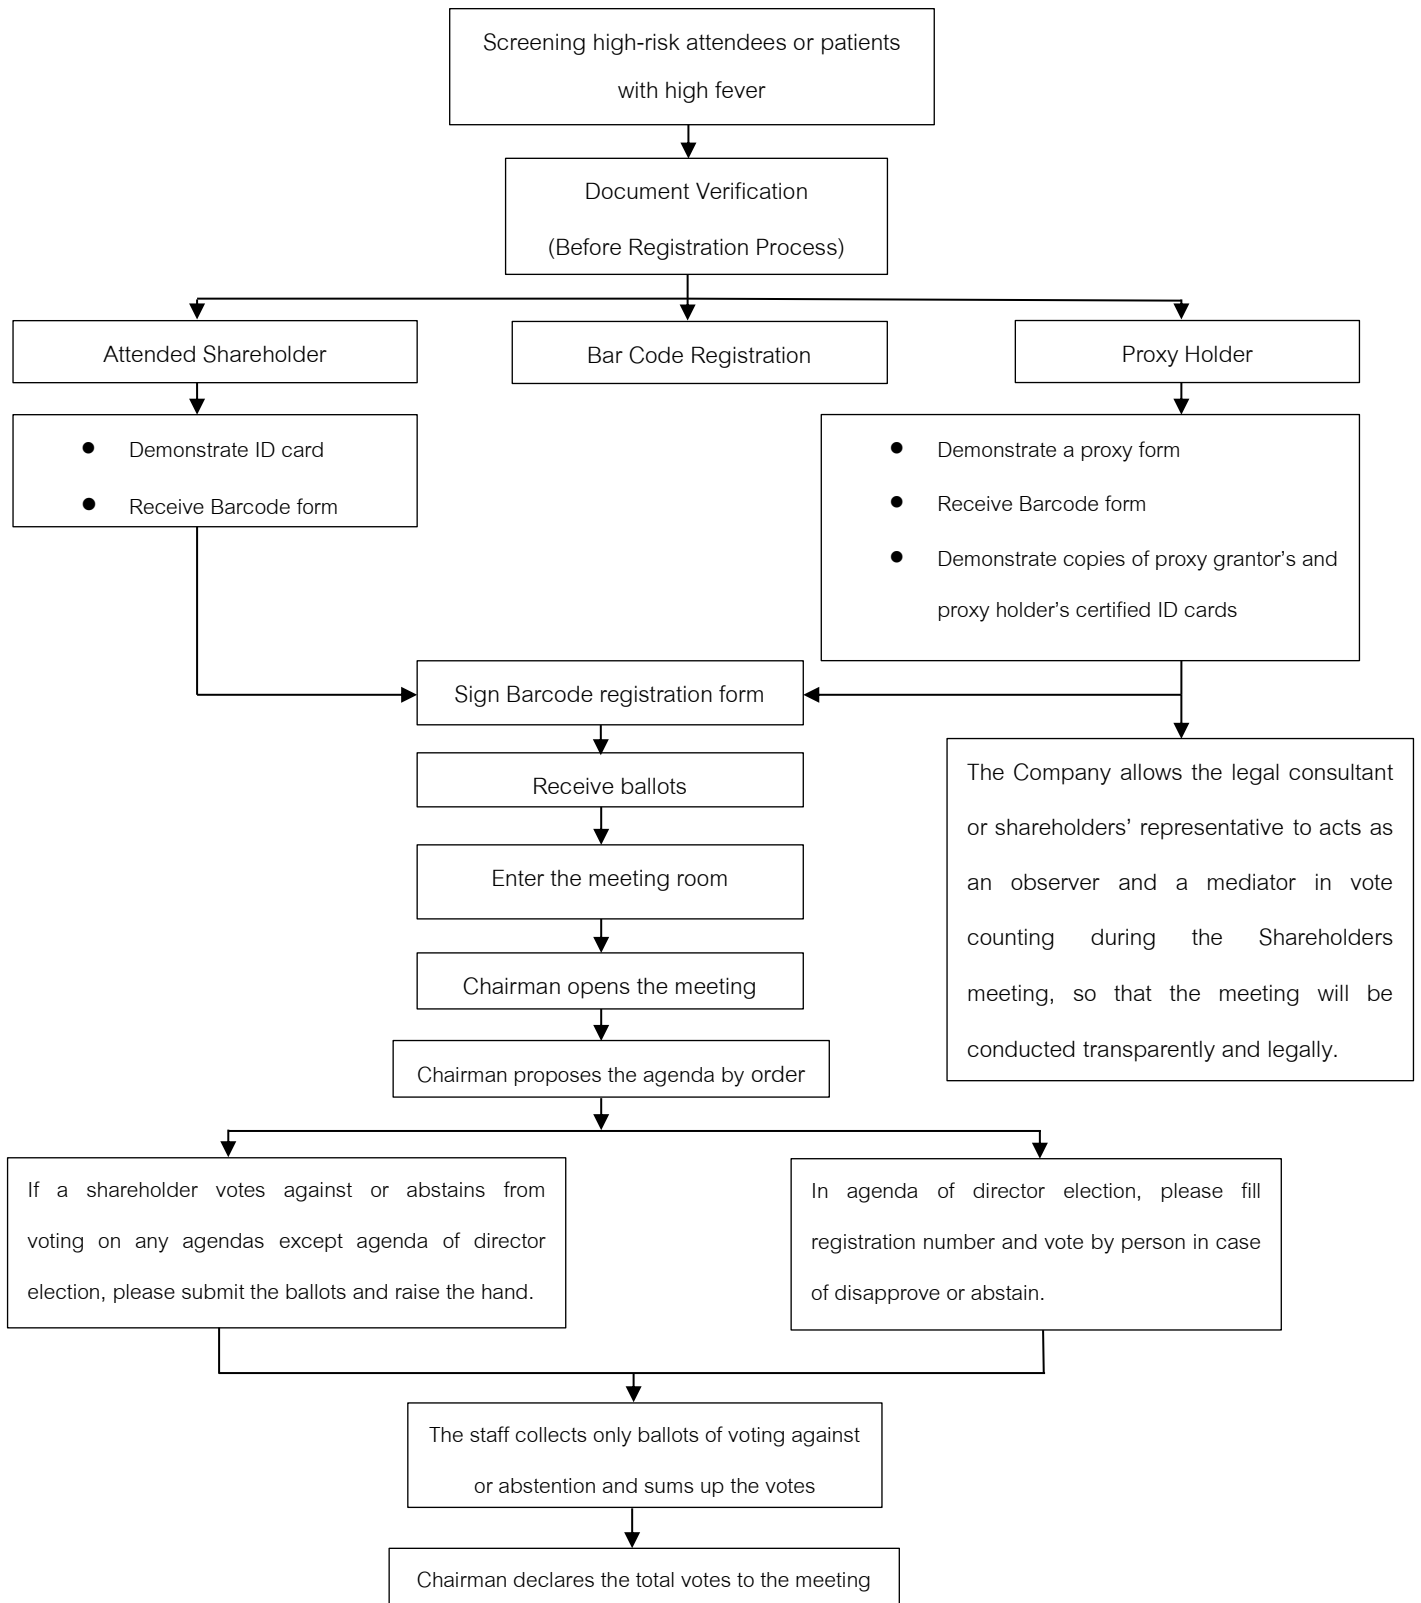 Screening high-risk attendees or patients
with high fever
Document Verification
(Before Registration Process)
Attended Shareholder
Bar Code Registration
Proxy Holder
● Demonstrate ID card
● Receive Barcode form
● Demonstrate a proxy form
● Receive Barcode form
● Demonstrate copies of proxy grantor’s and
proxy holder’s certified ID cards
Sign Barcode registration form
Receive ballots
Enter the meeting room
Chairman opens the meeting
Chairman proposes the agenda by order
The Company allows the legal consultant
or shareholders’ representative to acts as
an observer and a mediator in vote
counting during the Shareholders
meeting, so that the meeting will be
conducted transparently and legally.
If a shareholder votes against or abstains from
voting on any agendas except agenda of director
election, please submit the ballots and raise the hand.
In agenda of director election, please fill
registration number and vote by person in case
of disapprove or abstain.
The staff collects only ballots of voting against
or abstention and sums up the votes
Chairman declares the total votes to the meeting